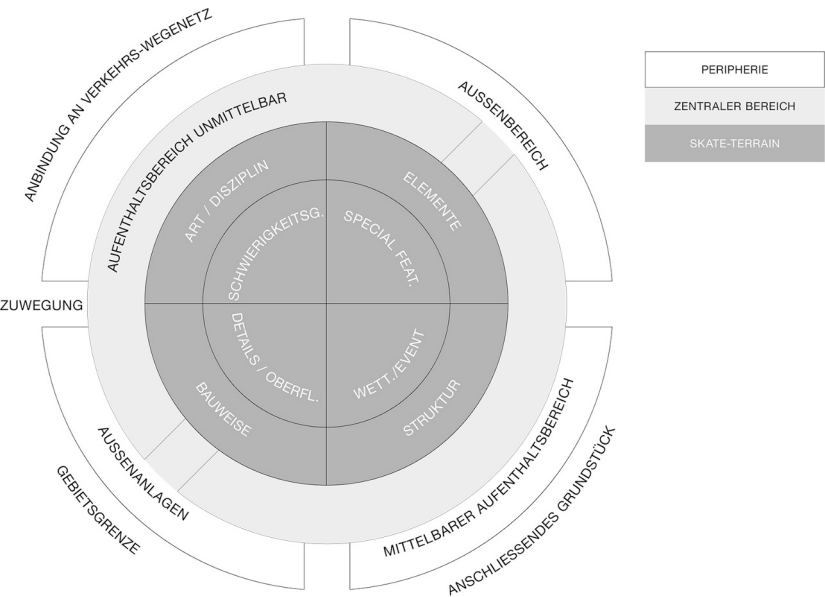 ANBINDUNG AN VERKEHRS-WEGENETZ
AUSSENBEREICH
PERIPHERIE
ZENTRALER BEREICH
SKATE-TERRAIN
AUFENTHALTSBEREICH UNMITTELBAR
ART / DISZIPLIN
ELEMENTE
SCHWIERIGKEITSG.
SPECIAL FEAT.
ZUWEGUNG
DETAILS / OBERFL.
WETT./EVENT
BAUWEISE
STRUKTUR
AUSSENANLAGEN
MITTELBARER AUFENTHALTSBEREICH
GEBIETSGRENZE
ANSCHLIESSENDES GRUNDSTÜCK